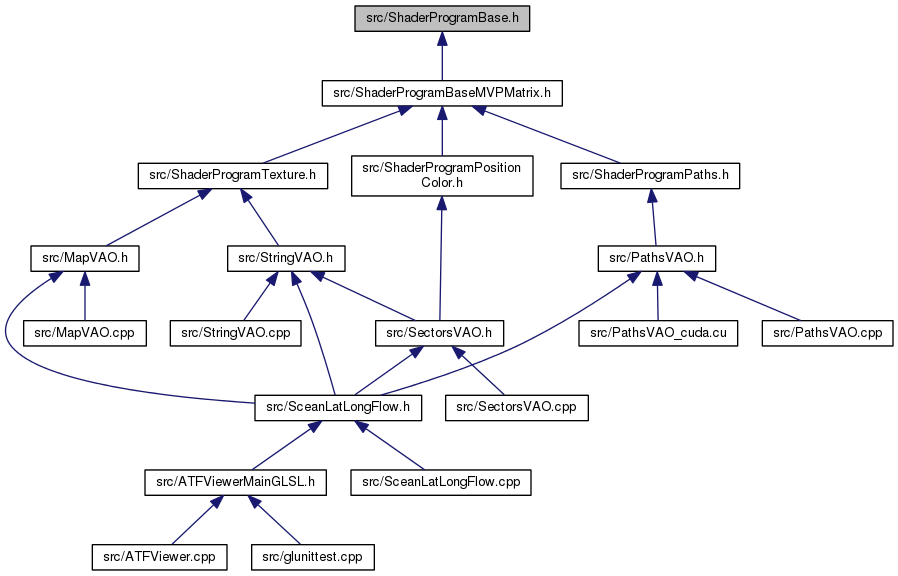 src/ShaderProgramBase.h
src/ShaderProgramBaseMVPMatrix.h
src/ShaderProgramTexture.h
src/ShaderProgramPosition
Color.h
src/ShaderProgramPaths.h
src/MapVAO.h
src/StringVAO.h
src/PathsVAO.h
src/MapVAO.cpp
src/StringVAO.cpp
src/SectorsVAO.h
src/PathsVAO_cuda.cu
src/PathsVAO.cpp
src/SceanLatLongFlow.h
src/SectorsVAO.cpp
src/ATFViewerMainGLSL.h
src/SceanLatLongFlow.cpp
src/ATFViewer.cpp
src/glunittest.cpp